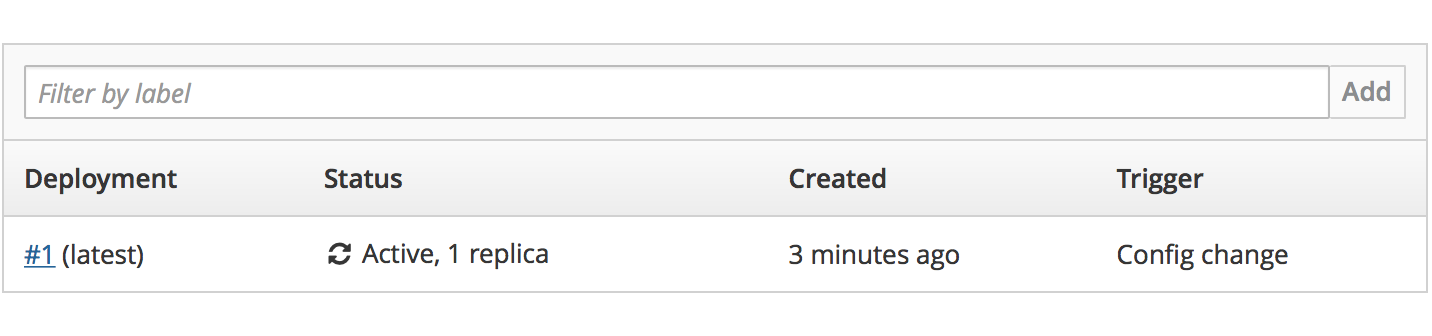 Filter by label Add
Deployment Status Created Trigger
#1 (latest) Active, 1 replica 3 minutes ago Config change